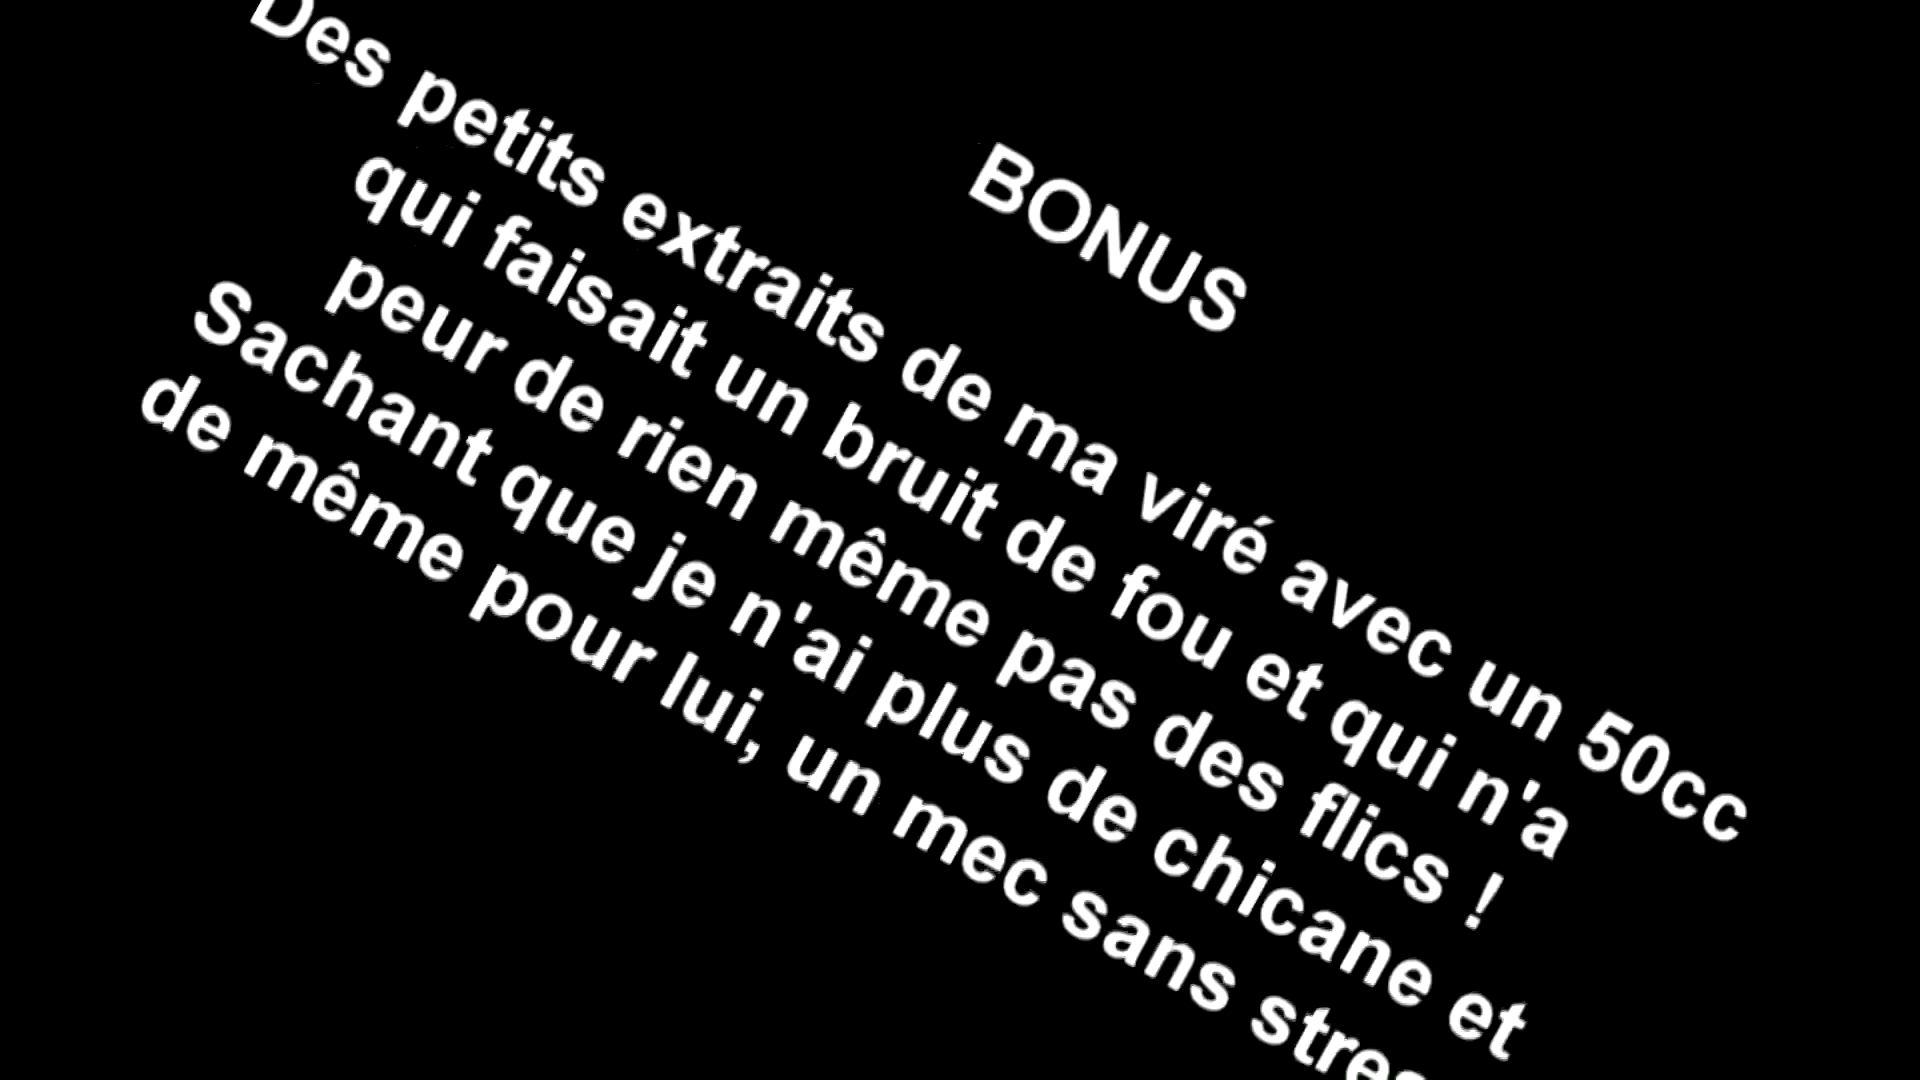 BONUS
Des petits extraits de ma viré avec un 50cc
qui faisait un bruit de fou et qui n'a
peur de rien même pas des flics !
Sachant que je n'ai plus de chicane et
de même pour lui, un mec sans